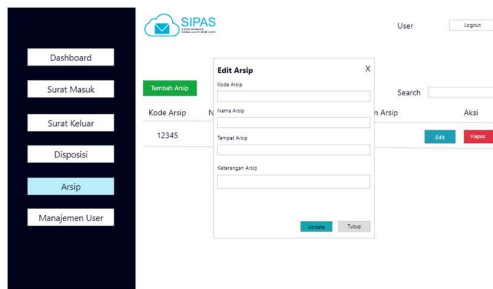 SIPAS
User
Logout
Dashboard
Surat Masuk
Surat Keluar
Disposisi
Arsip
Manajemen User
Tambah Arsip
Search
Kode Arsip
n Arsip
Aksi
12345
Edit
Hapus
Edit Arsip
X
Kode Arsip
Nama Arsip
Tempat Arsip
Keterangan Arsip
Update
Tutup